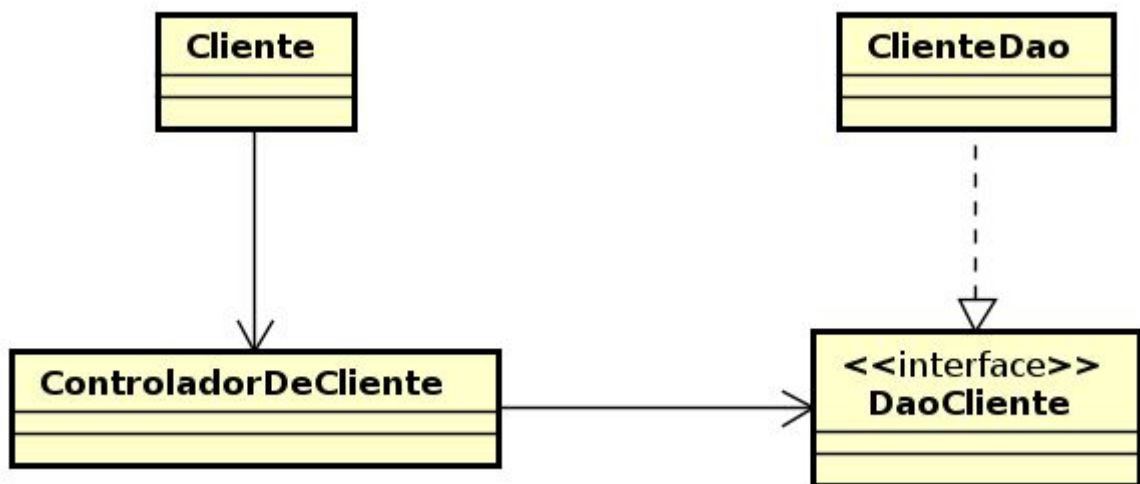 Cliente
ClienteDao
ControladorDeCliente
<<interface>>
DaoCliente